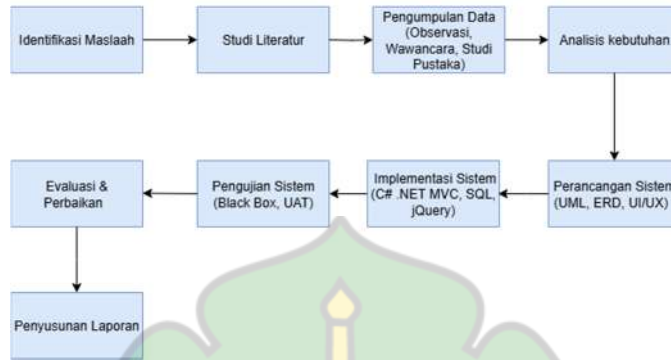 Identifikasi Maslaah
Studi Literatur
Pengumpulan Data
(Observasi,
Wawancara, Studi
Pustaka)
Analisis kebutuhan
Perancangan Sistem
(UML, ERD, UI/UX)
Implementasi Sistem
(C# .NET MVC, SQL,
jQuery)
Pengujian Sistem
(Black Box, UAT)
Evaluasi &
Perbaikan
Penyusunan Laporan